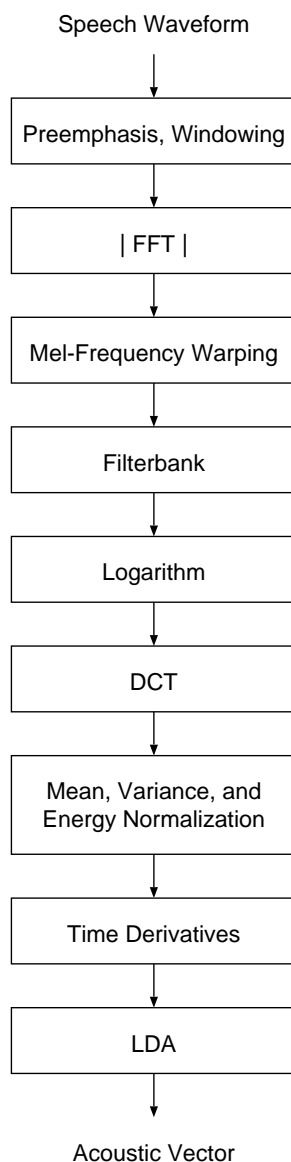 Speech Waveform
Preemphasis, Windowing
| FFT |
Mel-Frequency Warping
Filterbank
Logarithm
DCT
Mean, Variance, and
Energy Normalization
Time Derivatives
LDA
Acoustic Vector